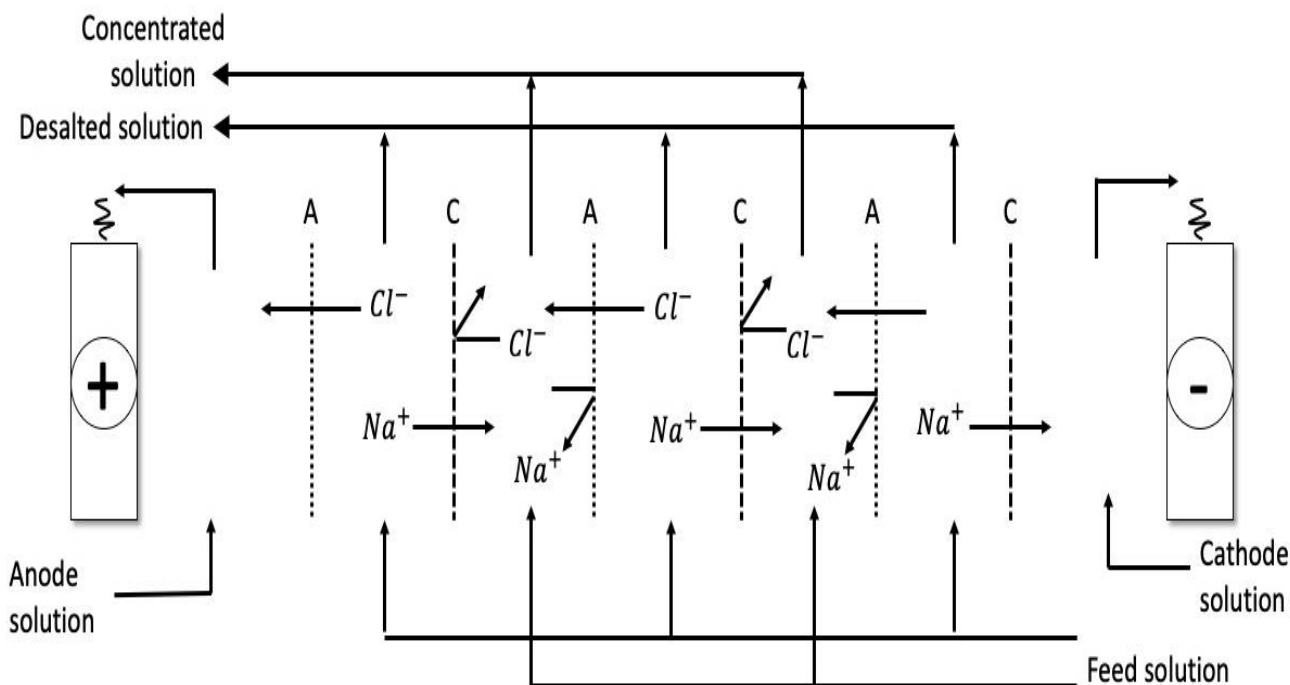 Concentrated
solution
Desalted solution
A C A C A C
Cl⁻ Cl⁻
Cl⁻ Cl⁻
+ -
Na⁺ Na⁺ Na⁺
Na⁺ Na⁺
Anode
solution
Cathode
solution
Feed solution